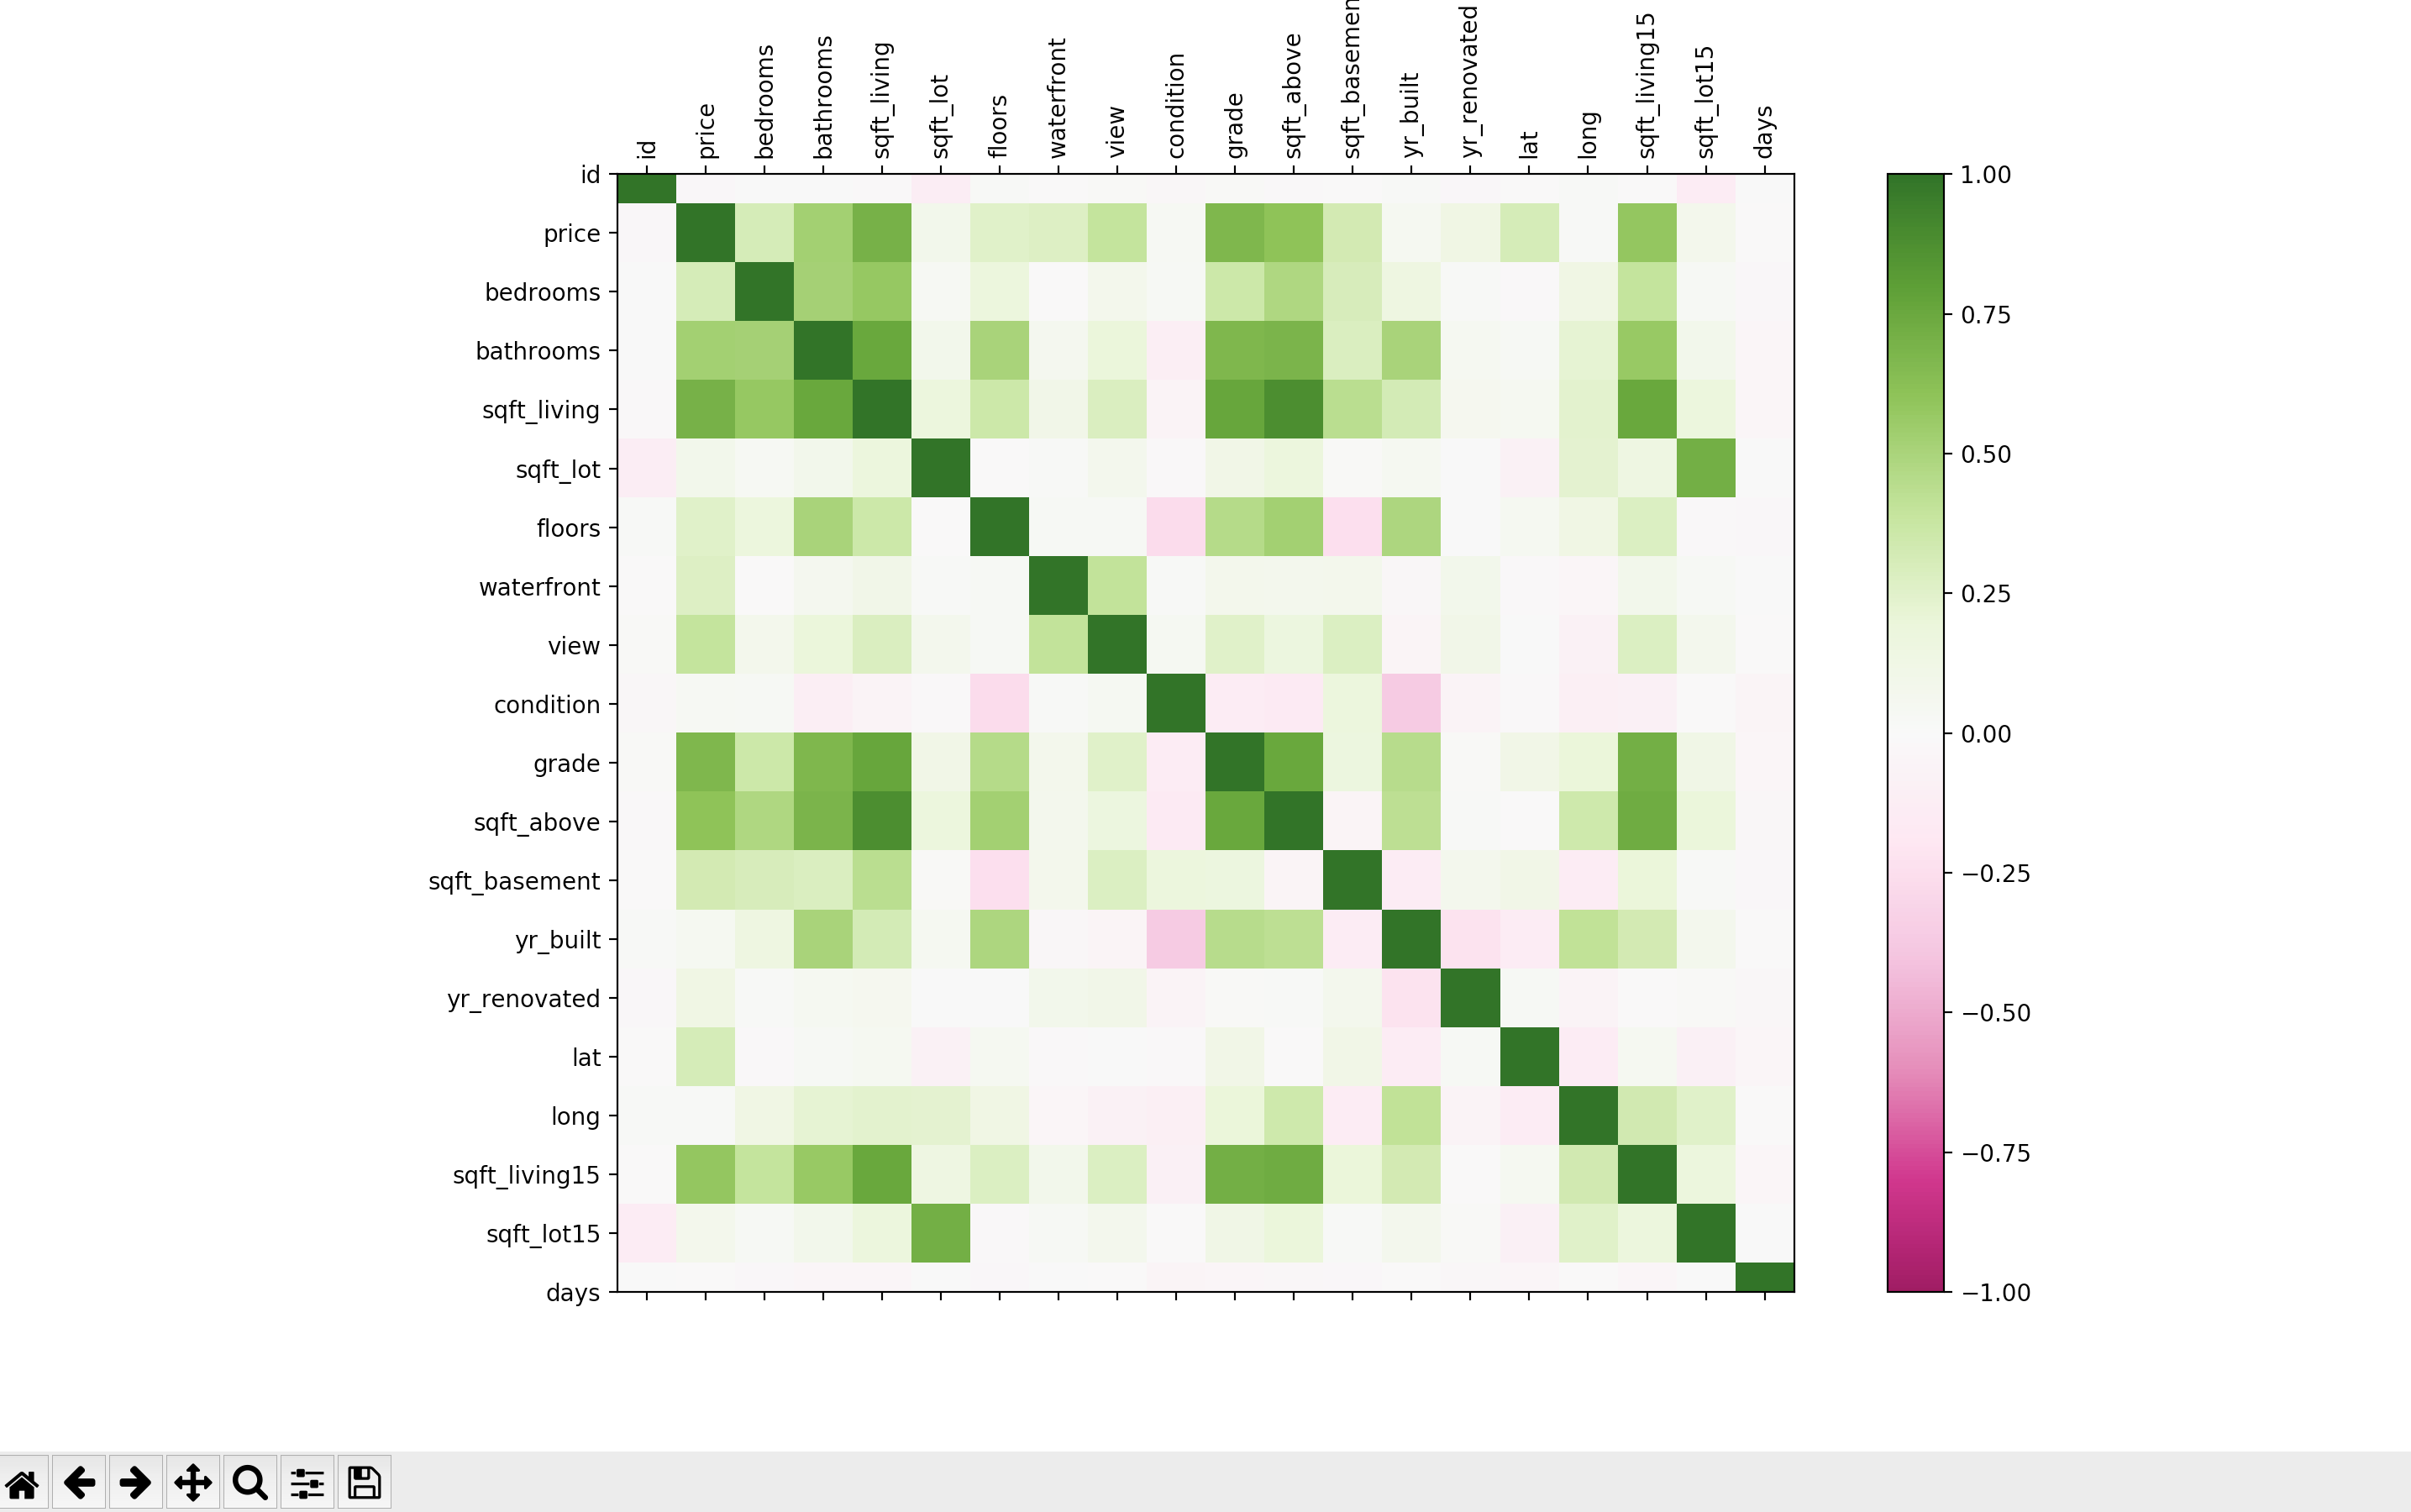 id
price
bedrooms
bathrooms
sqft_living
sqft_lot
floors
waterfront
view
condition
grade
sqft_above
sqft_basemen
yr_built
yr_renovated
lat
long
sqft_living15
sqft_lot15
days
id
price
bedrooms
bathrooms
sqft_living
sqft_lot
floors
waterfront
view
condition
grade
sqft_above
sqft_basement
yr_built
yr_renovated
lat
long
sqft_living15
sqft_lot15
days
1.00
0.75
0.50
0.25
0.00
−0.25
−0.50
−0.75
−1.00